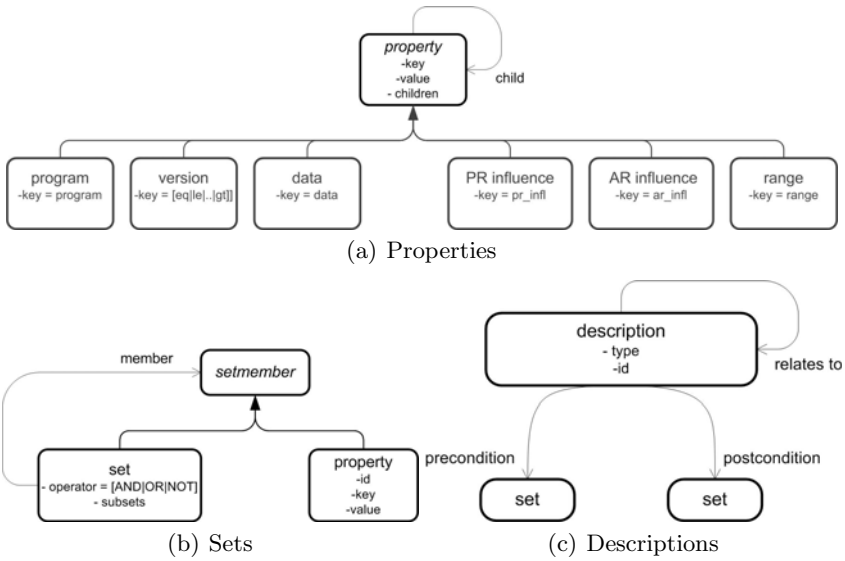 property
-key
-value
- children
child
program
-key = program
version
-key = [eq|le|..|gt]]
data
-key = data
PR influence
-key = pr_infl
AR influence
-key = ar_infl
range
-key = range
(a) Properties
member
setmember
set
- operator = [AND|OR|NOT]
- subsets
property
-id
-key
-value
(b) Sets
description
- type
-id
relates to
precondition
postcondition
set
set
(c) Descriptions